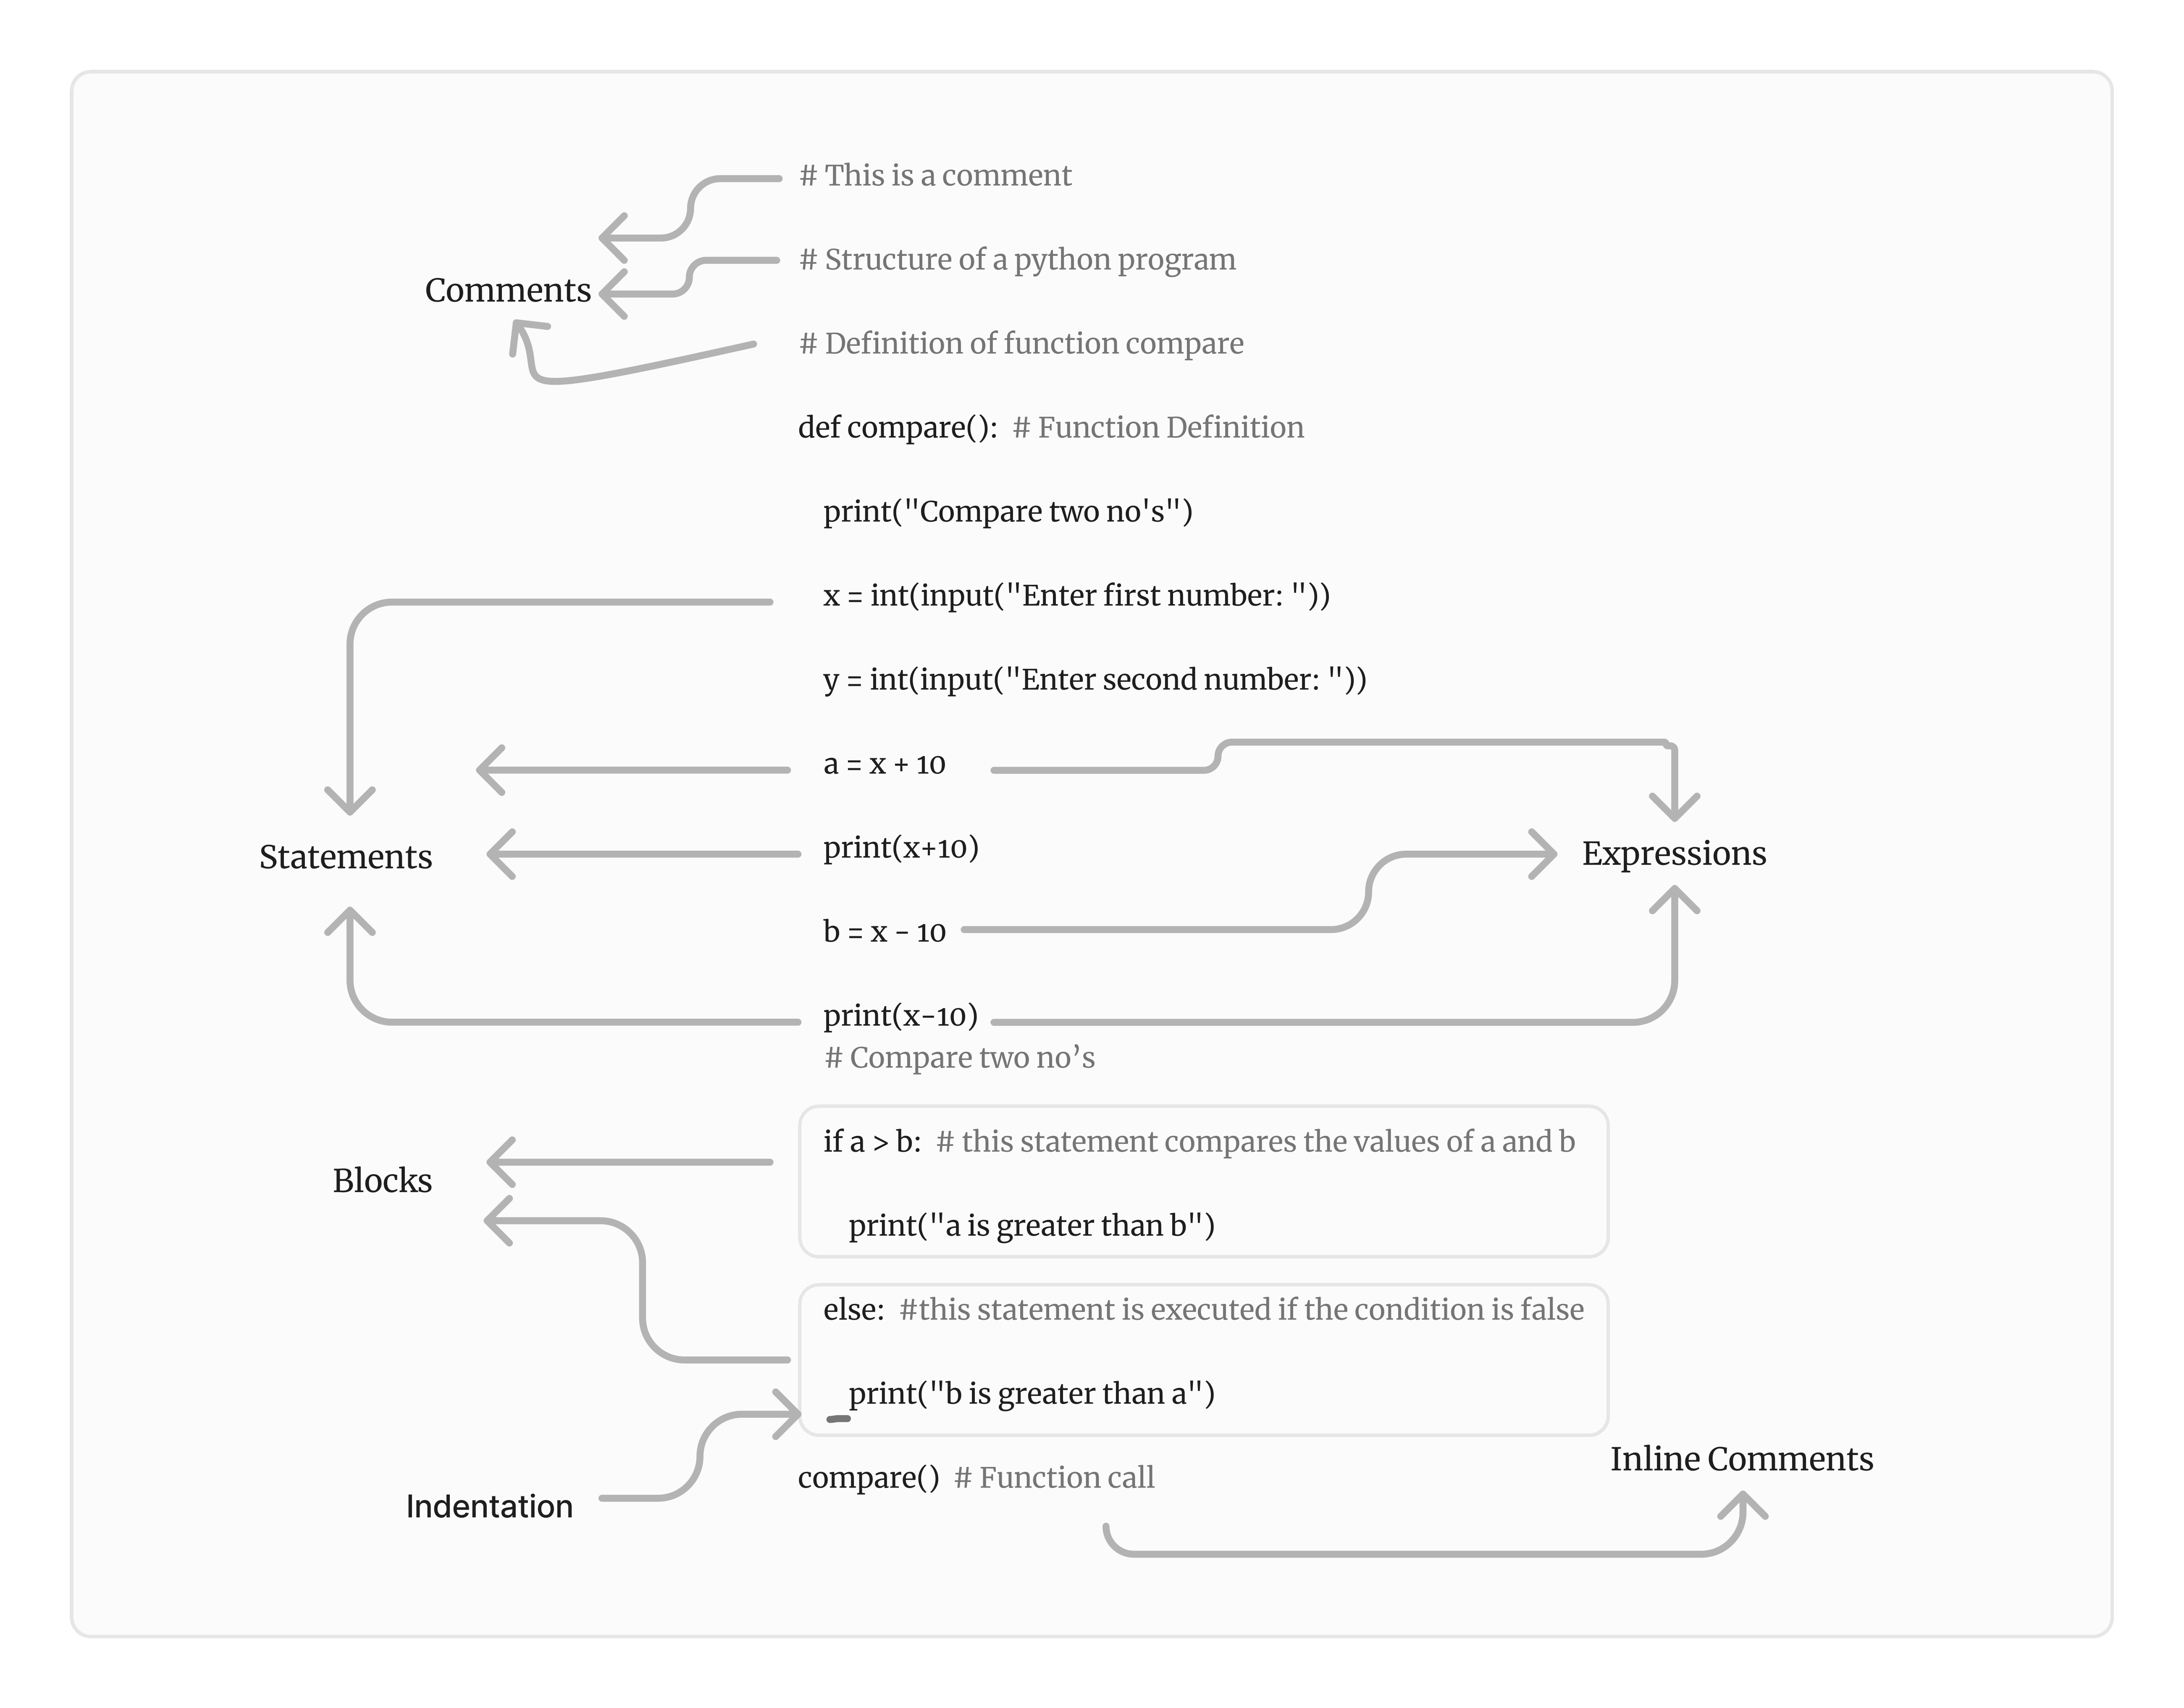 # This is a comment
# Structure of a python program
Comments
# Definition of function compare
def compare():  # Function Definition
print("Compare two no's")
x = int(input("Enter first number: "))
y = int(input("Enter second number: "))
a = x + 10
print(x+10)
Statements
Expressions
b = x - 10
print(x-10)
# Compare two no’s
if a > b:  # this statement compares the values of a and b
Blocks
print("a is greater than b")
else:  #this statement is executed if the condition is false
print("b is greater than a")
Inline Comments
compare()  # Function call
Indentation